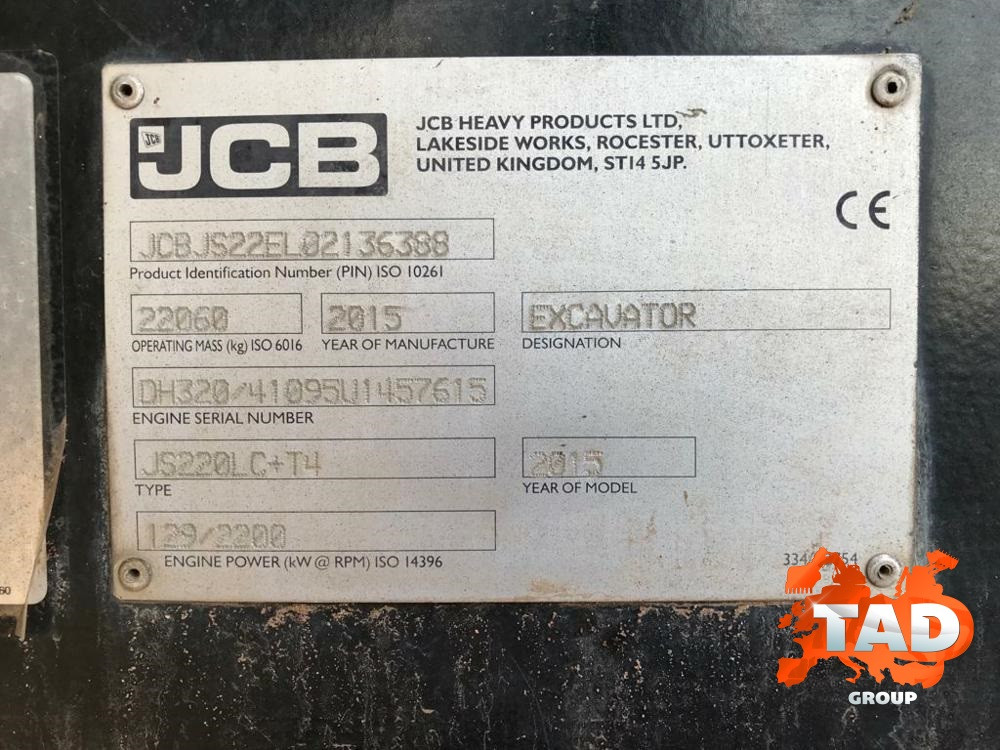 JCB
JCB
JCB HEAVY PRODUCTS LTD,
LAKESIDE WORKS, ROCESTER, UTTOXETER,
UNITED KINGDOM, ST14 5JP.
CE
JCBJS22EL02136388
Product Identification Number (PIN) ISO 10261
22060
2015
EXCAVATOR
OPERATING MASS (kg) ISO 6016
YEAR OF MANUFACTURE
DESIGNATION
DH320/41095U1457615
ENGINE SERIAL NUMBER
JS220LC+T4
2015
TYPE
YEAR OF MODEL
129/2200
ENGINE POWER (kW @ RPM) ISO 14396
TAD
GROUP